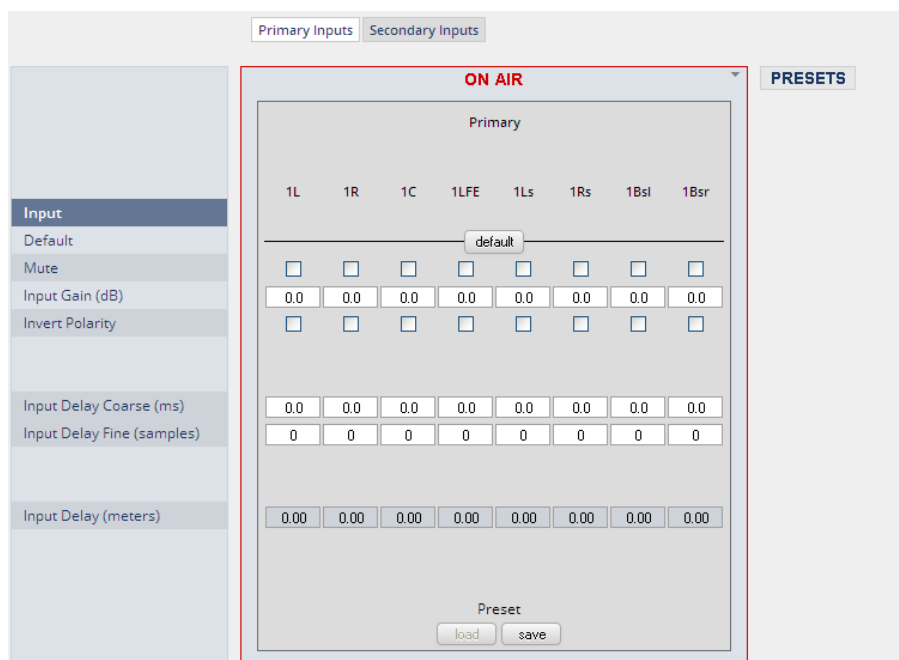 Primary Inputs Secondary Inputs
ON AIR PRESETS
Primary
1L 1R 1C 1LFE 1Ls 1Rs 1Bsl 1Bsr
Input
Default default
Mute
Input Gain (dB) 0.0 0.0 0.0 0.0 0.0 0.0 0.0 0.0
Invert Polarity
Input Delay Coarse (ms) 0.0 0.0 0.0 0.0 0.0 0.0 0.0 0.0
Input Delay Fine (samples) 0 0 0 0 0 0 0 0
Input Delay (meters) 0.00 0.00 0.00 0.00 0.00 0.00 0.00 0.00
Preset
load save